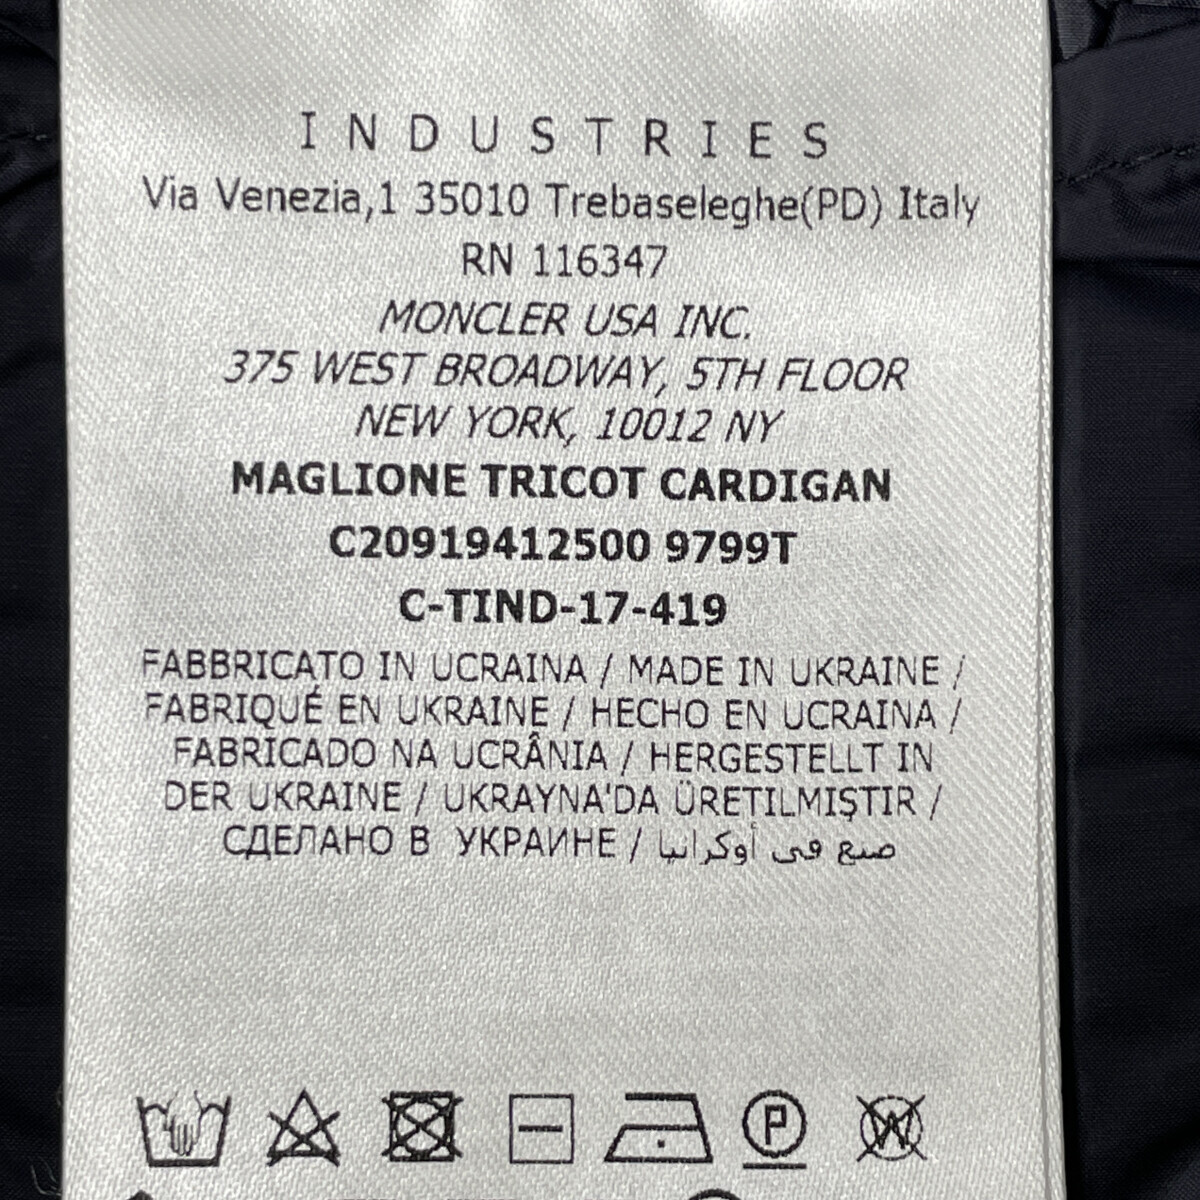 INDUSTRIES
Via Venezia,1 35010 Trebaseleghe(PD) Italy
RN 116347
MONCLER USA INC.
375 WEST BROADWAY, 5TH FLOOR
NEW YORK, 10012 NY
MAGLIONE TRICOT CARDIGAN
C20919412500 9799T
C-TIND-17-419
FABBRICATO IN UCRAINA / MADE IN UKRAINE /
FABRIQUÉ EN UKRAINE / HECHO EN UCRAINA /
FABRICADO NA UCRÂNIA / HERGESTELLT IN
DER UKRAINE / UKRAYNA'DA ÜRETILMIŞTIR /
СДЕЛАНО В УКРАИНЕ / صنع في أوكرانيا
P W